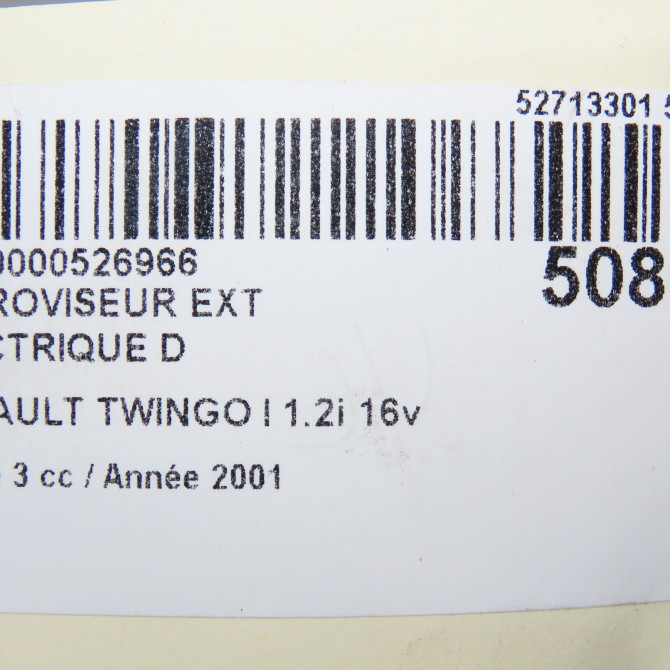 52713301 5
0000526966
508
ROVISEUR EXT
CTRIQUE D
AULT TWINGO I 1.2i 16v
3 cc / Année 2001